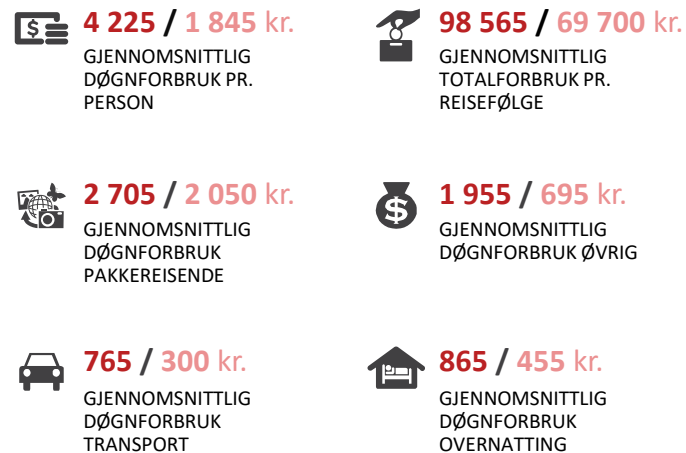 4 225 / 1 845 kr.
GJENNOMSNITTLIG
DØGNFORBRUK PR.
PERSON
98 565 / 69 700 kr.
GJENNOMSNITTLIG
TOTALFORBRUK PR.
REISEFØLGE
2 705 / 2 050 kr.
GJENNOMSNITTLIG
DØGNFORBRUK
PAKKEREISENDE
1 955 / 695 kr.
GJENNOMSNITTLIG
DØGNFORBRUK ØVRIG
765 / 300 kr.
GJENNOMSNITTLIG
DØGNFORBRUK
TRANSPORT
865 / 455 kr.
GJENNOMSNITTLIG
DØGNFORBRUK
OVERNATTING